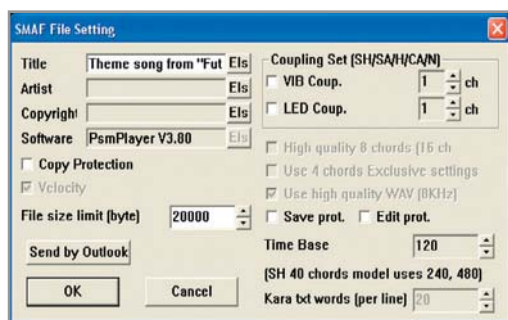 SMAF File Setting
Title Theme song from "Fut Els
Artist Els
Copyright Els
Software PsmPlayer V3.80 Els
Copy Protection
Velocity
File size limit (byte) 20000
Send by Outlook
OK Cancel
Coupling Set (SH/SA/H/CA/N)
VIB Coup. 1 ch
LED Coup. 1 ch
High quality 8 chords (16 ch
Use 4 chords Exclusive settings
Use high quality WAV (8KHz)
Save prot. Edit prot.
Time Base 120
(SH 40 chords model uses 240, 480)
Kara txt words (per line) 20